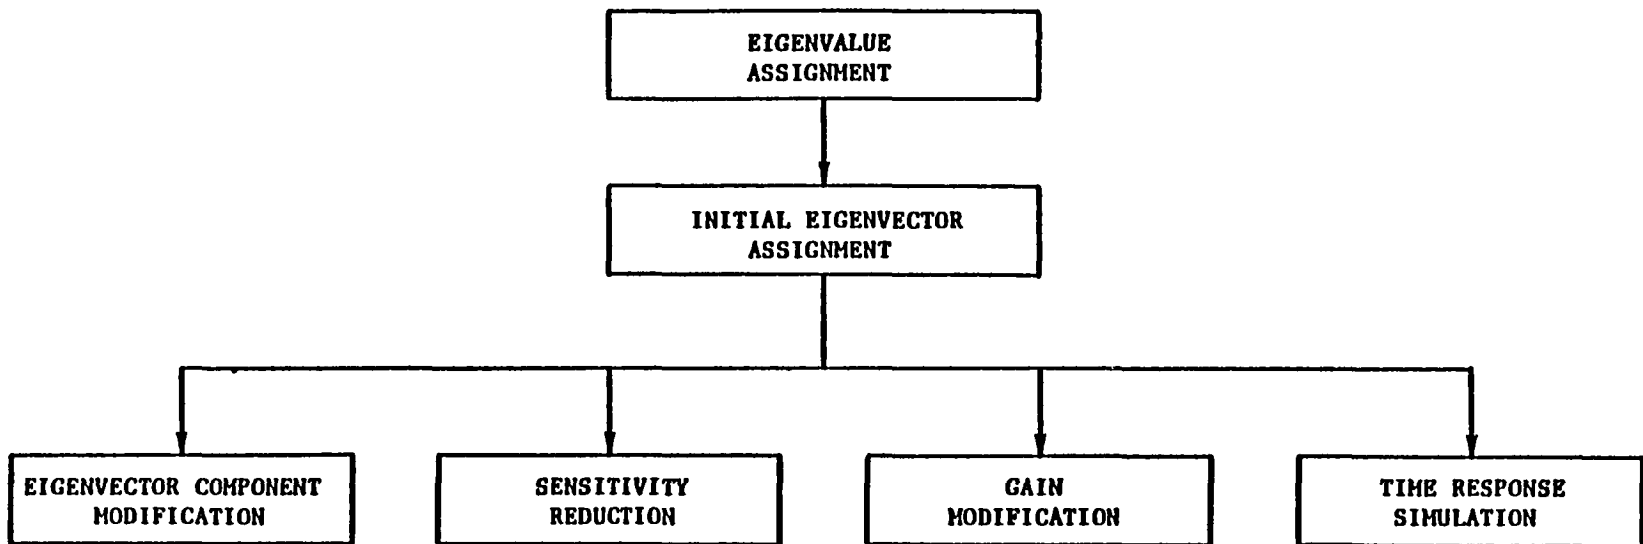 EIGENVALUE
ASSIGNMENT
INITIAL EIGENVECTOR
ASSIGNMENT
EIGENVECTOR COMPONENT
MODIFICATION
SENSITIVITY
REDUCTION
GAIN
MODIFICATION
TIME RESPONSE
SIMULATION